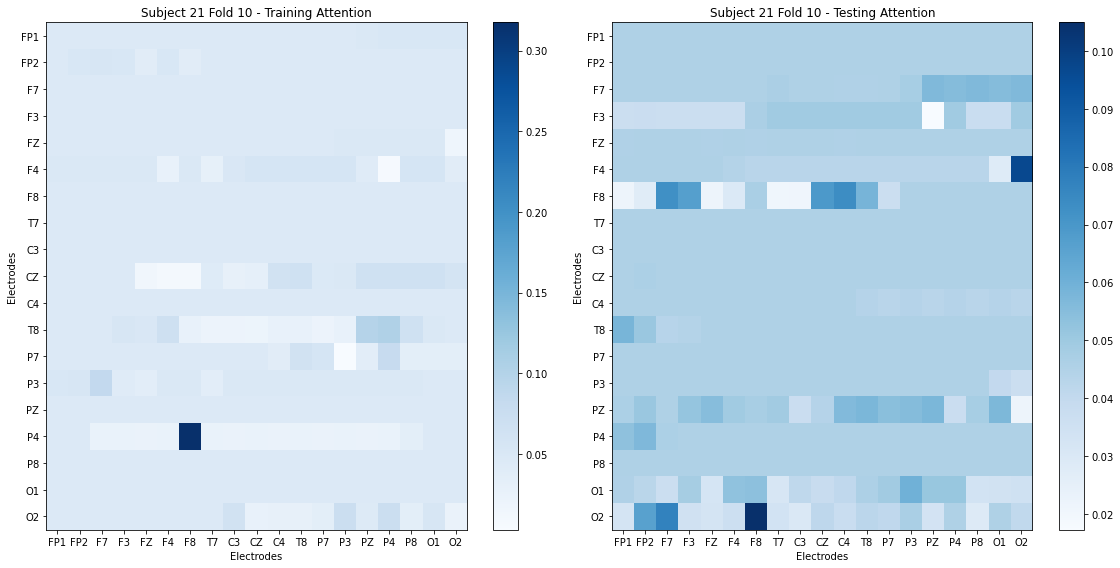 Subject 21 Fold 10 - Training Attention
Electrodes
FP1
FP2
F7
F3
FZ
F4
F8
T7
C3
CZ
C4
T8
P7
P3
PZ
P4
P8
O1
O2
FP1 FP2 F7 F3 FZ F4 F8 T7 C3 CZ C4 T8 P7 P3 PZ P4 P8 O1 O2
Electrodes
0.30
0.25
0.20
0.15
0.10
0.05
Subject 21 Fold 10 - Testing Attention
Electrodes
FP1
FP2
F7
F3
FZ
F4
F8
T7
C3
CZ
C4
T8
P7
P3
PZ
P4
P8
O1
O2
FP1 FP2 F7 F3 FZ F4 F8 T7 C3 CZ C4 T8 P7 P3 PZ P4 P8 O1 O2
Electrodes
0.10
0.09
0.08
0.07
0.06
0.05
0.04
0.03
0.02